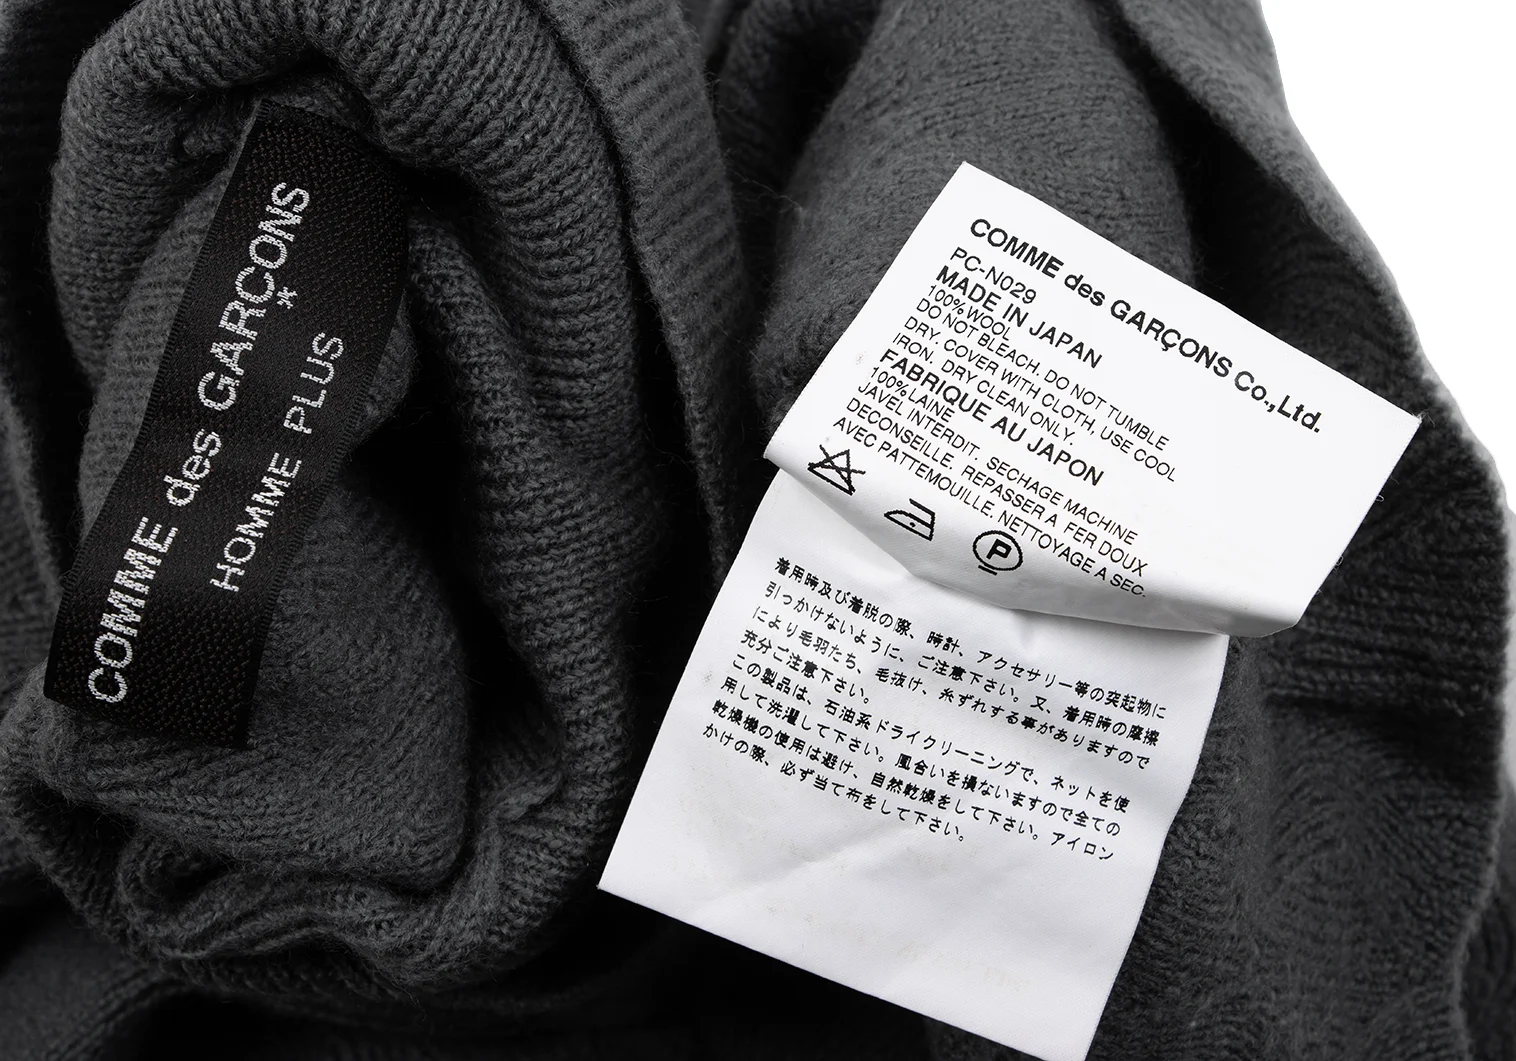 COMME des GARÇONS
HOMME PLUS
COMME des GARÇONS Co.,Ltd.
PC-N029
MADE IN JAPAN
100%WOOL
DO NOT BLEACH. DO NOT TUMBLE
DRY. COVER WITH CLOTH, USE COOL
IRON. DRY CLEAN ONLY.
FABRIQUE AU JAPON
100%LAINE
JAVEL INTERDIT. SECHAGE MACHINE
DECONSEILLE. REPASSER A FER DOUX
AVEC PATTEMOUILLE. NETTOYAGE A SEC.
P
着用時及び着脱の際、時計、アクセサリー等の突起物に
引っかけないように、ご注意下さい。又、着用時の摩擦
により毛羽たち、毛抜け、糸ずれする事がありますので
充分ご注意下さい。
この製品は、石油系ドライクリーニングで、ネットを使
用して洗濯して下さい。風合いを損ないますので全ての
乾燥機の使用は避け、自然乾燥をして下さい。アイロン
かけの際、必ず当て布をして下さい。